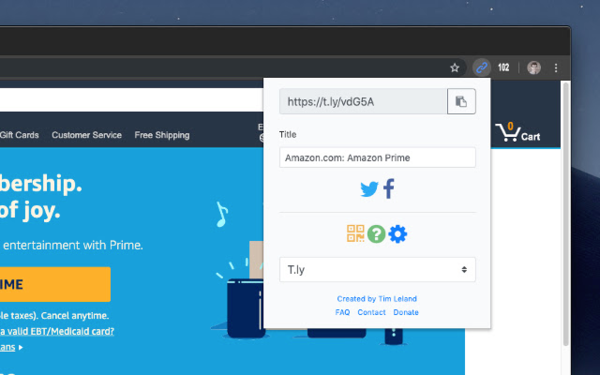 102
https://t.ly/vdG5A
Gift Cards Customer Service Free Shipping
0
Cart
Title
Amazon.com: Amazon Prime
bership.
of joy.
entertainment with Prime.
IME
le taxes). Cancel anytime.
a valid EBT/Medicaid card?
ans
T.ly
Created by Tim Leland
FAQ Contact Donate